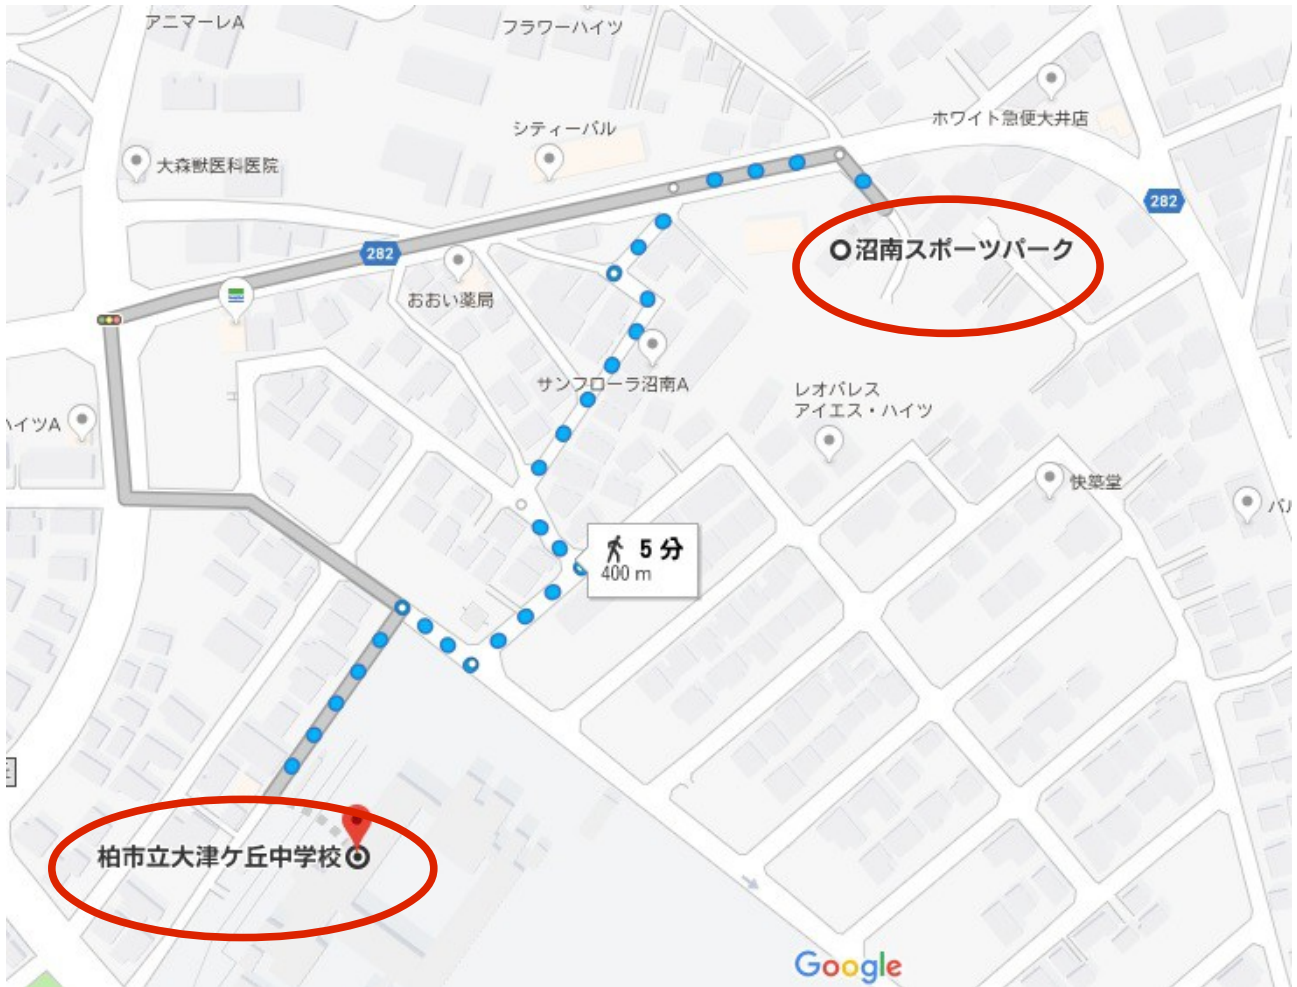 アニマーレA
フラワーハイツ
ホワイト急便大井店
シティーバル
大森獣医科医院
282
282
沼南スポーツパーク
おおい薬局
サンフローラ沼南A
レオパレス
アイエス・ハイツ
ハイツA
快築堂
パル
5 分
400 m
柏市立大津ケ丘中学校
Google